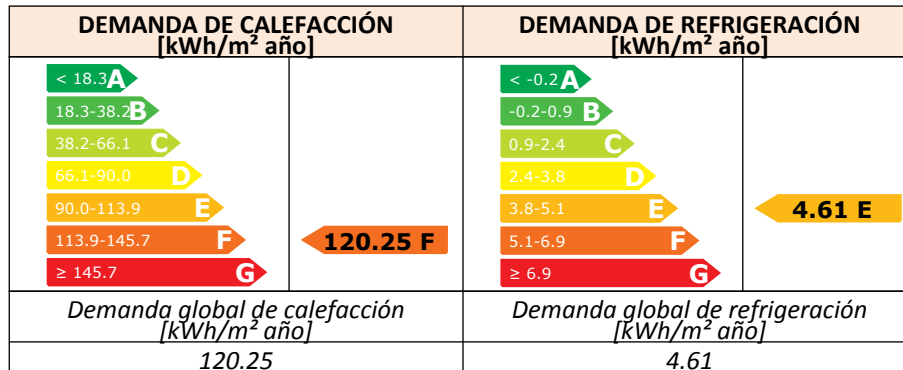 DEMANDA DE CALEFACCIÓN
[kWh/m² año]
< 18.3 A
18.3-38.2 B
38.2-66.1 C
66.1-90.0 D
90.0-113.9 E
113.9-145.7 F
≥ 145.7 G
120.25 F
Demanda global de calefacción
[kWh/m² año]
120.25
DEMANDA DE REFRIGERACIÓN
[kWh/m² año]
< -0.2 A
-0.2-0.9 B
0.9-2.4 C
2.4-3.8 D
3.8-5.1 E
5.1-6.9 F
≥ 6.9 G
4.61 E
Demanda global de refrigeración
[kWh/m² año]
4.61